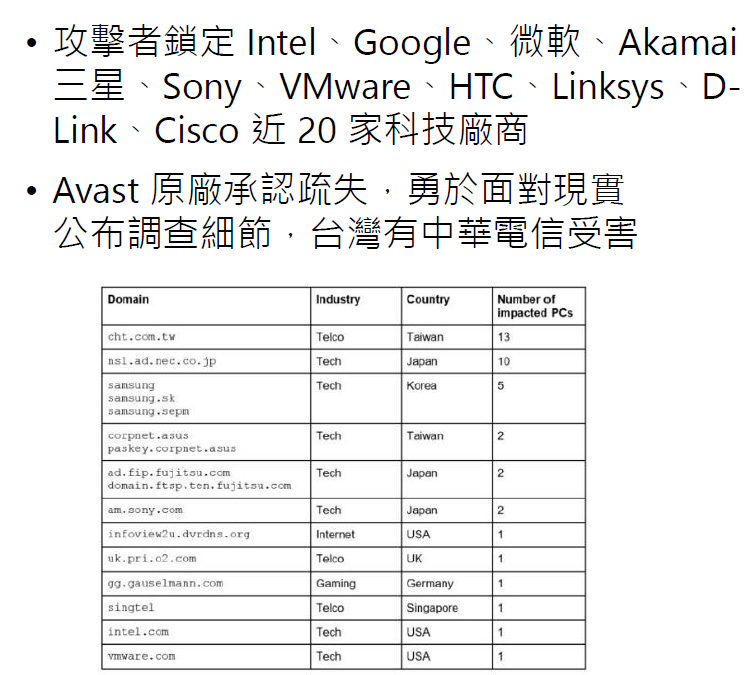 • 攻擊者鎖定 Intel、Google、微軟、Akamai
三星、Sony、VMware、HTC、Linksys、D-
Link、Cisco 近 20 家科技廠商
• Avast 原廠承認疏失，勇於面對現實
公布調查細節，台灣有中華電信受害
Domain Industry Country Number of
impacted PCs
cht.com.tw Telco Taiwan 13
nsl.ad.nec.co.jp Tech Japan 10
samsung Tech Korea 5
samsung.sk
samsung.sepm
corpnet.asus Tech Taiwan 2
paskey.corpnet.asus
ad.fip.fujitsu.com Tech Japan 2
domain.ftsp.ten.fujitsu.com
am.sony.com Tech Japan 2
infoview2u.dvrdns.org Internet USA 1
uk.pri.o2.com Telco UK 1
gg.gauselmann.com Gaming Germany 1
singtel Telco Singapore 1
intel.com Tech USA 1
vmware.com Tech USA 1